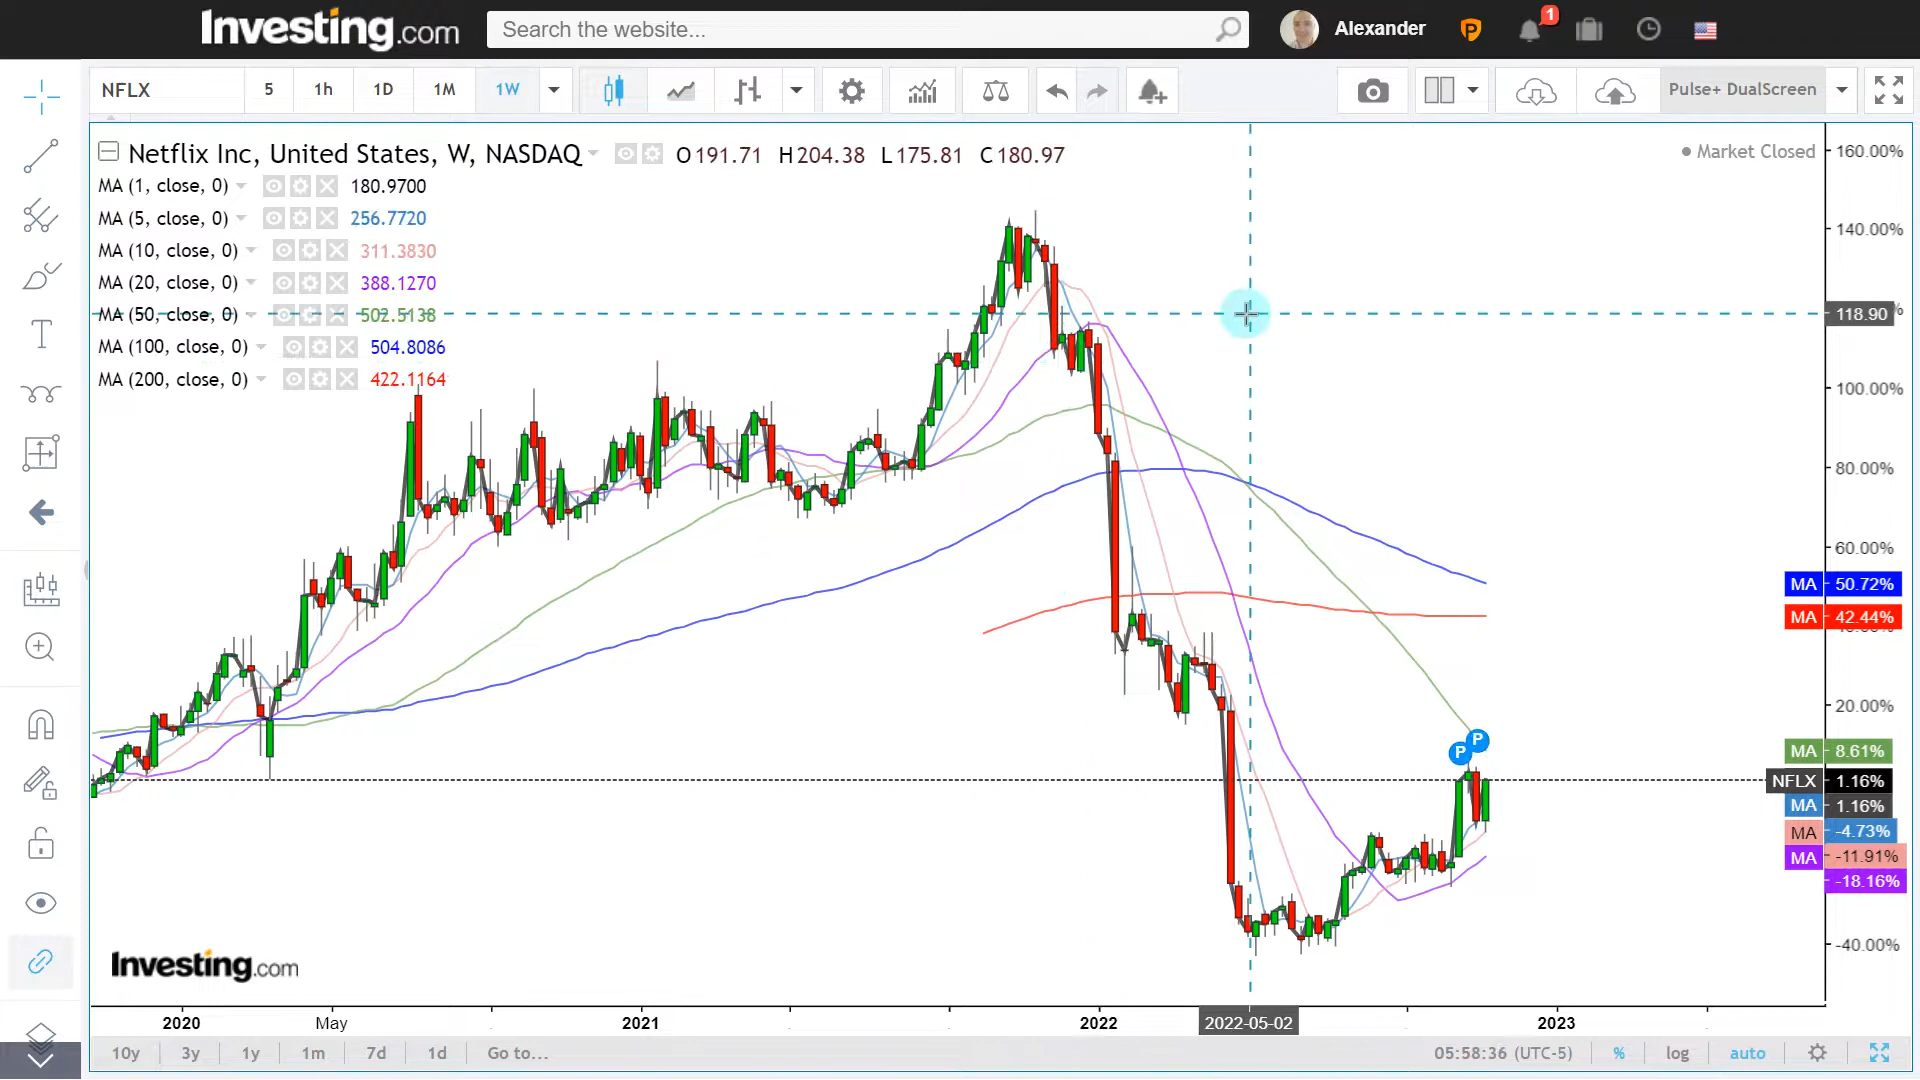 Investing.com
Search the website...
Alexander
1
NFLX
5
1h
1D
1M
1W
Pulse+ DualScreen
Netflix Inc, United States, W, NASDAQ O191.71 H204.38 L175.81 C180.97
Market Closed
MA (1, close, 0) 180.9700
MA (5, close, 0) 256.7720
MA (10, close, 0) 311.3830
MA (20, close, 0) 388.1270
MA (50, close, 0) 502.5138
MA (100, close, 0) 504.8086
MA (200, close, 0) 422.1164
160.00%
140.00%
118.90
100.00%
80.00%
60.00%
MA 50.72%
MA 42.44%
20.00%
P
P
MA 8.61%
NFLX 1.16%
MA 1.16%
MA -4.73%
MA -11.91%
-18.16%
-40.00%
Investing.com
2020
May
2021
2022
2022-05-02
2023
10y
3y
1y
1m
7d
1d
Go to...
05:58:36 (UTC-5)
%
log
auto